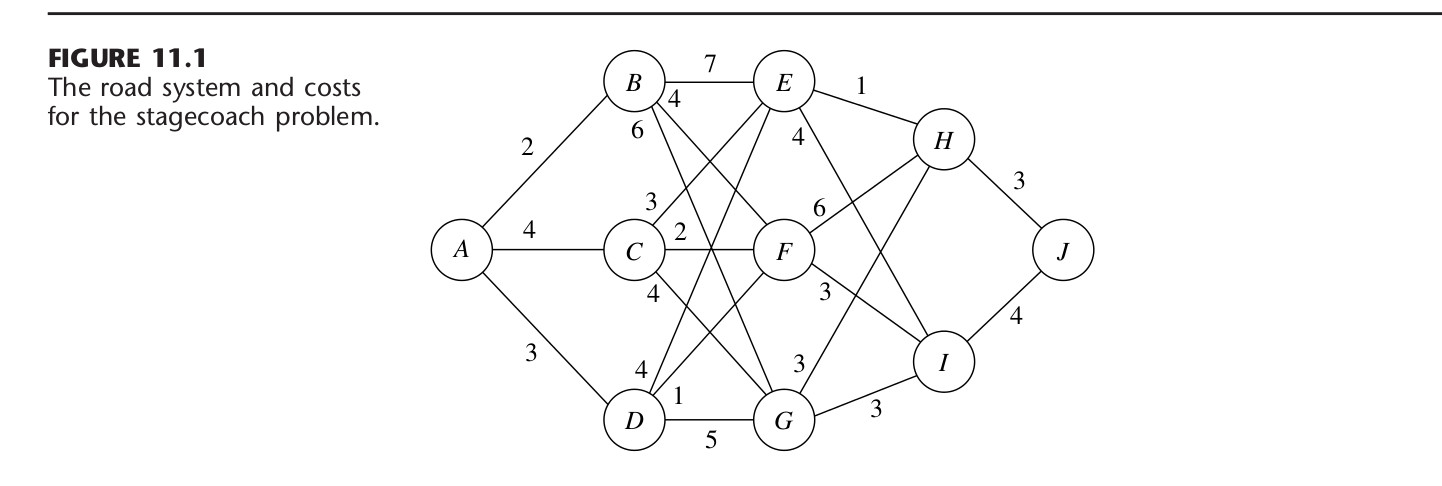 FIGURE 11.1
The road system and costs
for the stagecoach problem.
B 7 E 1
4
6 4 H
2 3
3 6
A 4 C 2 F J
4 3
4
3 4 3 I
1
D G 3
5